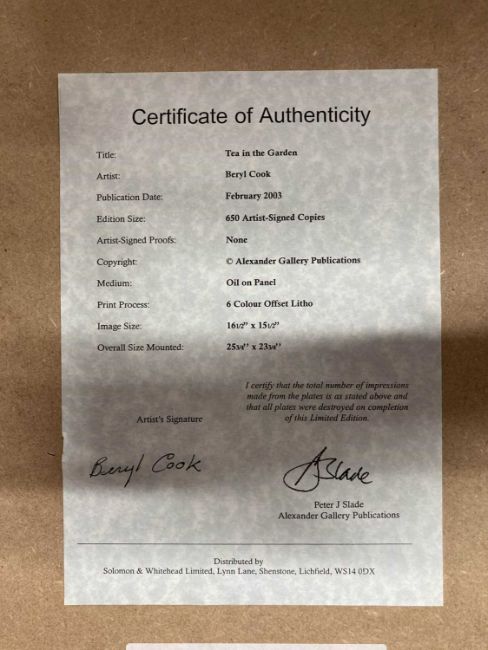 Certificate of Authenticity
Title: Tea in the Garden
Artist: Beryl Cook
Publication Date: February 2003
Edition Size: 650 Artist-Signed Copies
Artist-Signed Proofs: None
Copyright: © Alexander Gallery Publications
Medium: Oil on Panel
Print Process: 6 Colour Offset Litho
Image Size: 161/2" x 151/2"
Overall Size Mounted: 253/4" x 233/4"
I certify that the total number of impressions
made from the plates is as stated above and
that all plates were destroyed on completion
of this Limited Edition.
Artist's Signature
Beryl Cook
PJSlade
Peter J Slade
Alexander Gallery Publications
Distributed by
Solomon & Whitehead Limited, Lynn Lane, Shenstone, Lichfield, WS14 0DX